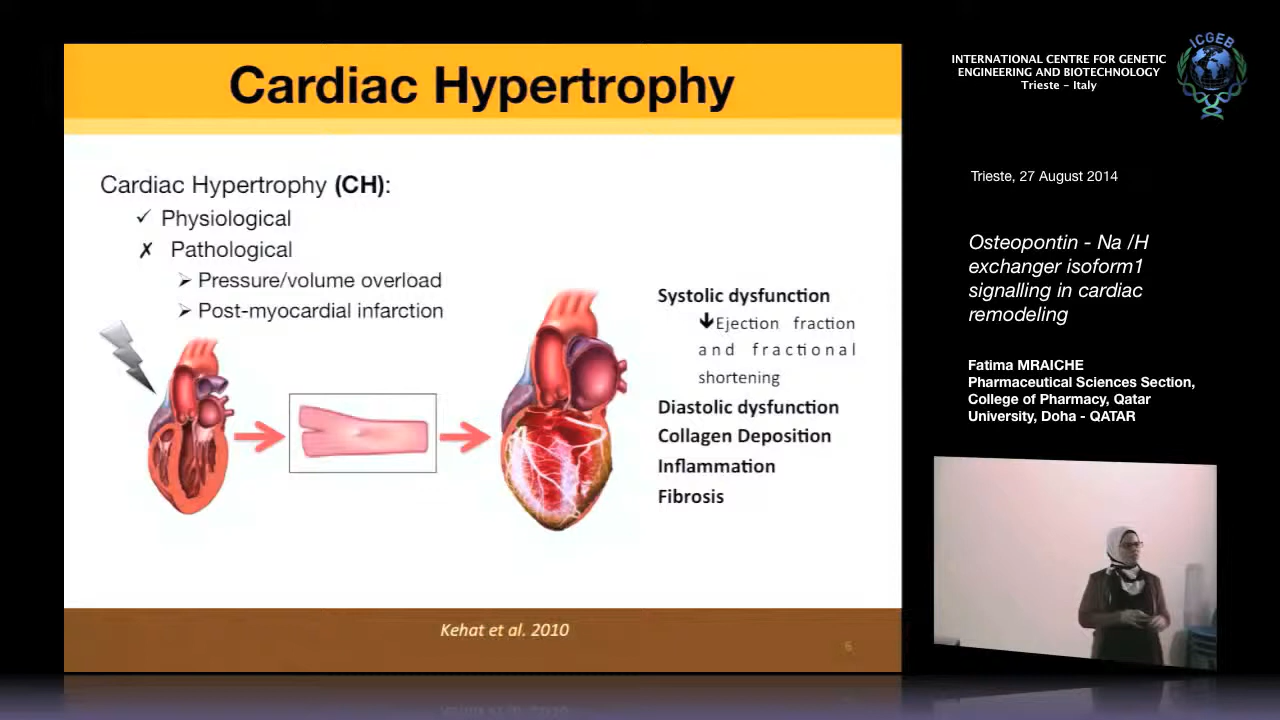 Cardiac Hypertrophy
Cardiac Hypertrophy (CH):
✓ Physiological
✗ Pathological
➢ Pressure/volume overload
➢ Post-myocardial infarction
Systolic dysfunction
🡻Ejection fraction
and fractional
shortening
Diastolic dysfunction
Collagen Deposition
Inflammation
Fibrosis
Kehat et al. 2010
6
ICGEB
INTERNATIONAL CENTRE FOR GENETIC
ENGINEERING AND BIOTECHNOLOGY
Trieste - Italy
Trieste, 27 August 2014
Osteopontin - Na /H
exchanger isoform1
signalling in cardiac
remodeling
Fatima MRAICHE
Pharmaceutical Sciences Section,
College of Pharmacy, Qatar
University, Doha - QATAR